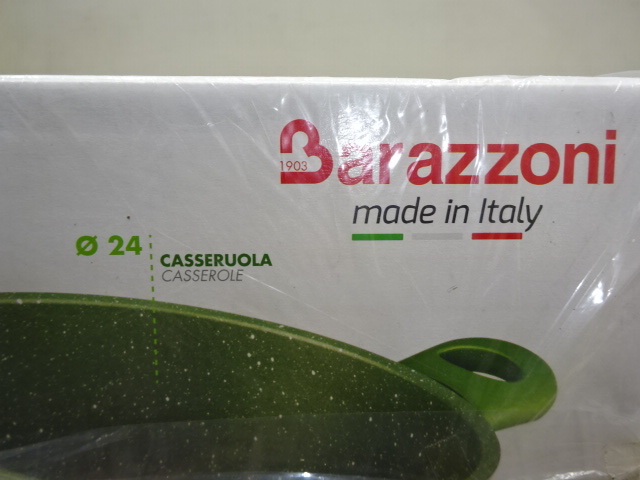 1903
Barazzoni
made in Italy
Ø 24
CASSERUOLA
CASSEROLE